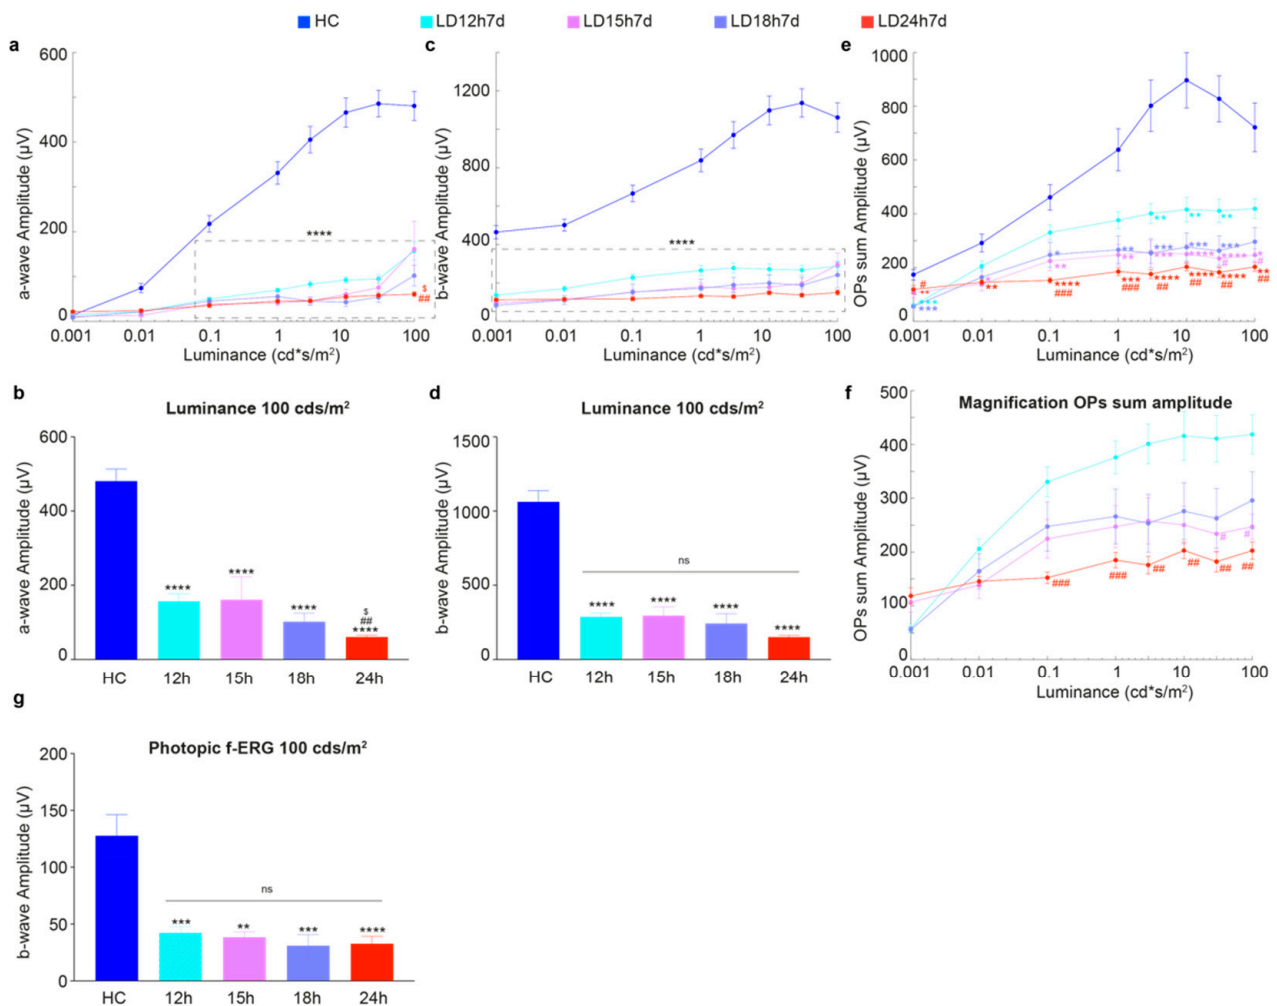 HC LD12h7d LD15h7d LD18h7d LD24h7d
a
600
400
200
0
a-wave Amplitude (µV)
****
$
##
0.001 0.01 0.1 1 10 100
Luminance (cd*s/m²)
c
1200
800
400
0
b-wave Amplitude (µV)
****
0.001 0.01 0.1 1 10 100
Luminance (cd*s/m²)
e
1000
800
600
400
200
0
OPs sum Amplitude (µV)
0.001 0.01 0.1 1 10 100
Luminance (cd*s/m²)
b
Luminance 100 cds/m²
600
400
200
0
a-wave Amplitude (µV)
**** **** **** $
##
****
HC 12h 15h 18h 24h
d
Luminance 100 cds/m²
1500
1000
500
0
b-wave Amplitude (µV)
ns
**** **** **** ****
HC 12h 15h 18h 24h
f
Magnification OPs sum amplitude
500
400
300
200
100
0
OPs sum Amplitude (µV)
### ### ## ## ## ##
# #
0.001 0.01 0.1 1 10 100
Luminance (cd*s/m²)
g
Photopic f-ERG 100 cds/m²
200
150
100
50
0
b-wave Amplitude (µV)
ns
*** ** *** ****
HC 12h 15h 18h 24h